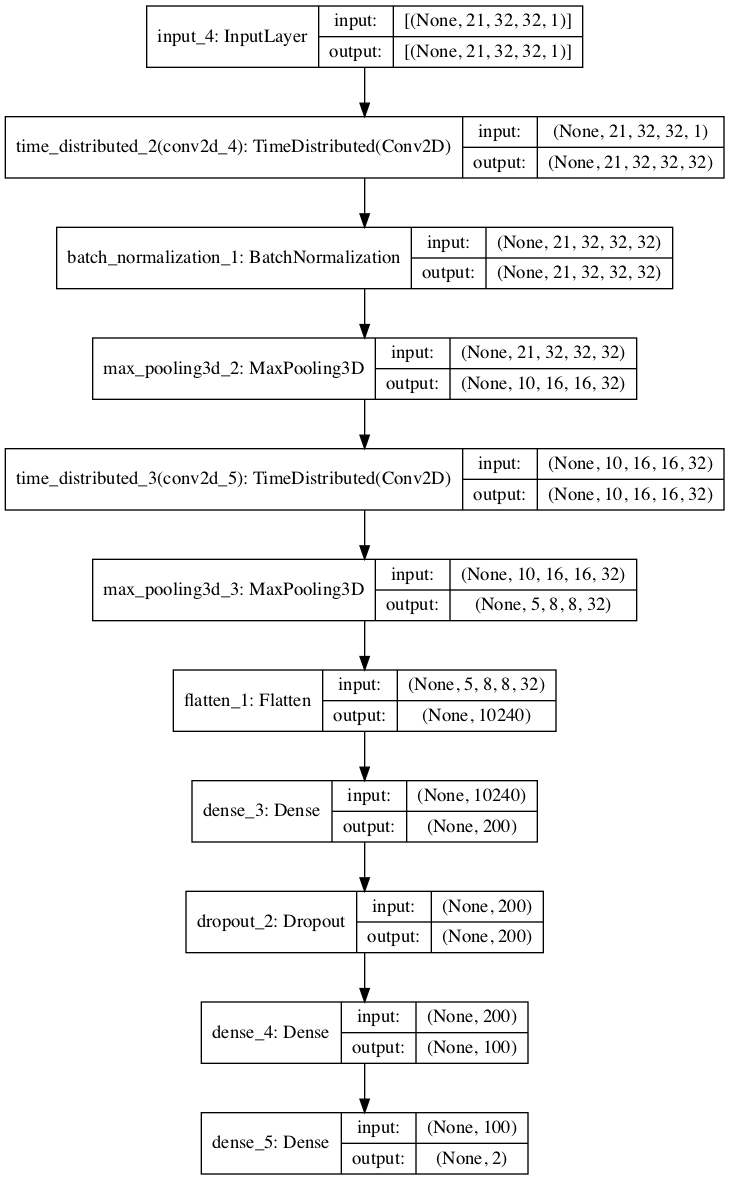 input_4: InputLayer
input: [(None, 21, 32, 32, 1)]
output: [(None, 21, 32, 32, 1)]
time_distributed_2(conv2d_4): TimeDistributed(Conv2D)
input: (None, 21, 32, 32, 1)
output: (None, 21, 32, 32, 32)
batch_normalization_1: BatchNormalization
input: (None, 21, 32, 32, 32)
output: (None, 21, 32, 32, 32)
max_pooling3d_2: MaxPooling3D
input: (None, 21, 32, 32, 32)
output: (None, 10, 16, 16, 32)
time_distributed_3(conv2d_5): TimeDistributed(Conv2D)
input: (None, 10, 16, 16, 32)
output: (None, 10, 16, 16, 32)
max_pooling3d_3: MaxPooling3D
input: (None, 10, 16, 16, 32)
output: (None, 5, 8, 8, 32)
flatten_1: Flatten
input: (None, 5, 8, 8, 32)
output: (None, 10240)
dense_3: Dense
input: (None, 10240)
output: (None, 200)
dropout_2: Dropout
input: (None, 200)
output: (None, 200)
dense_4: Dense
input: (None, 200)
output: (None, 100)
dense_5: Dense
input: (None, 100)
output: (None, 2)